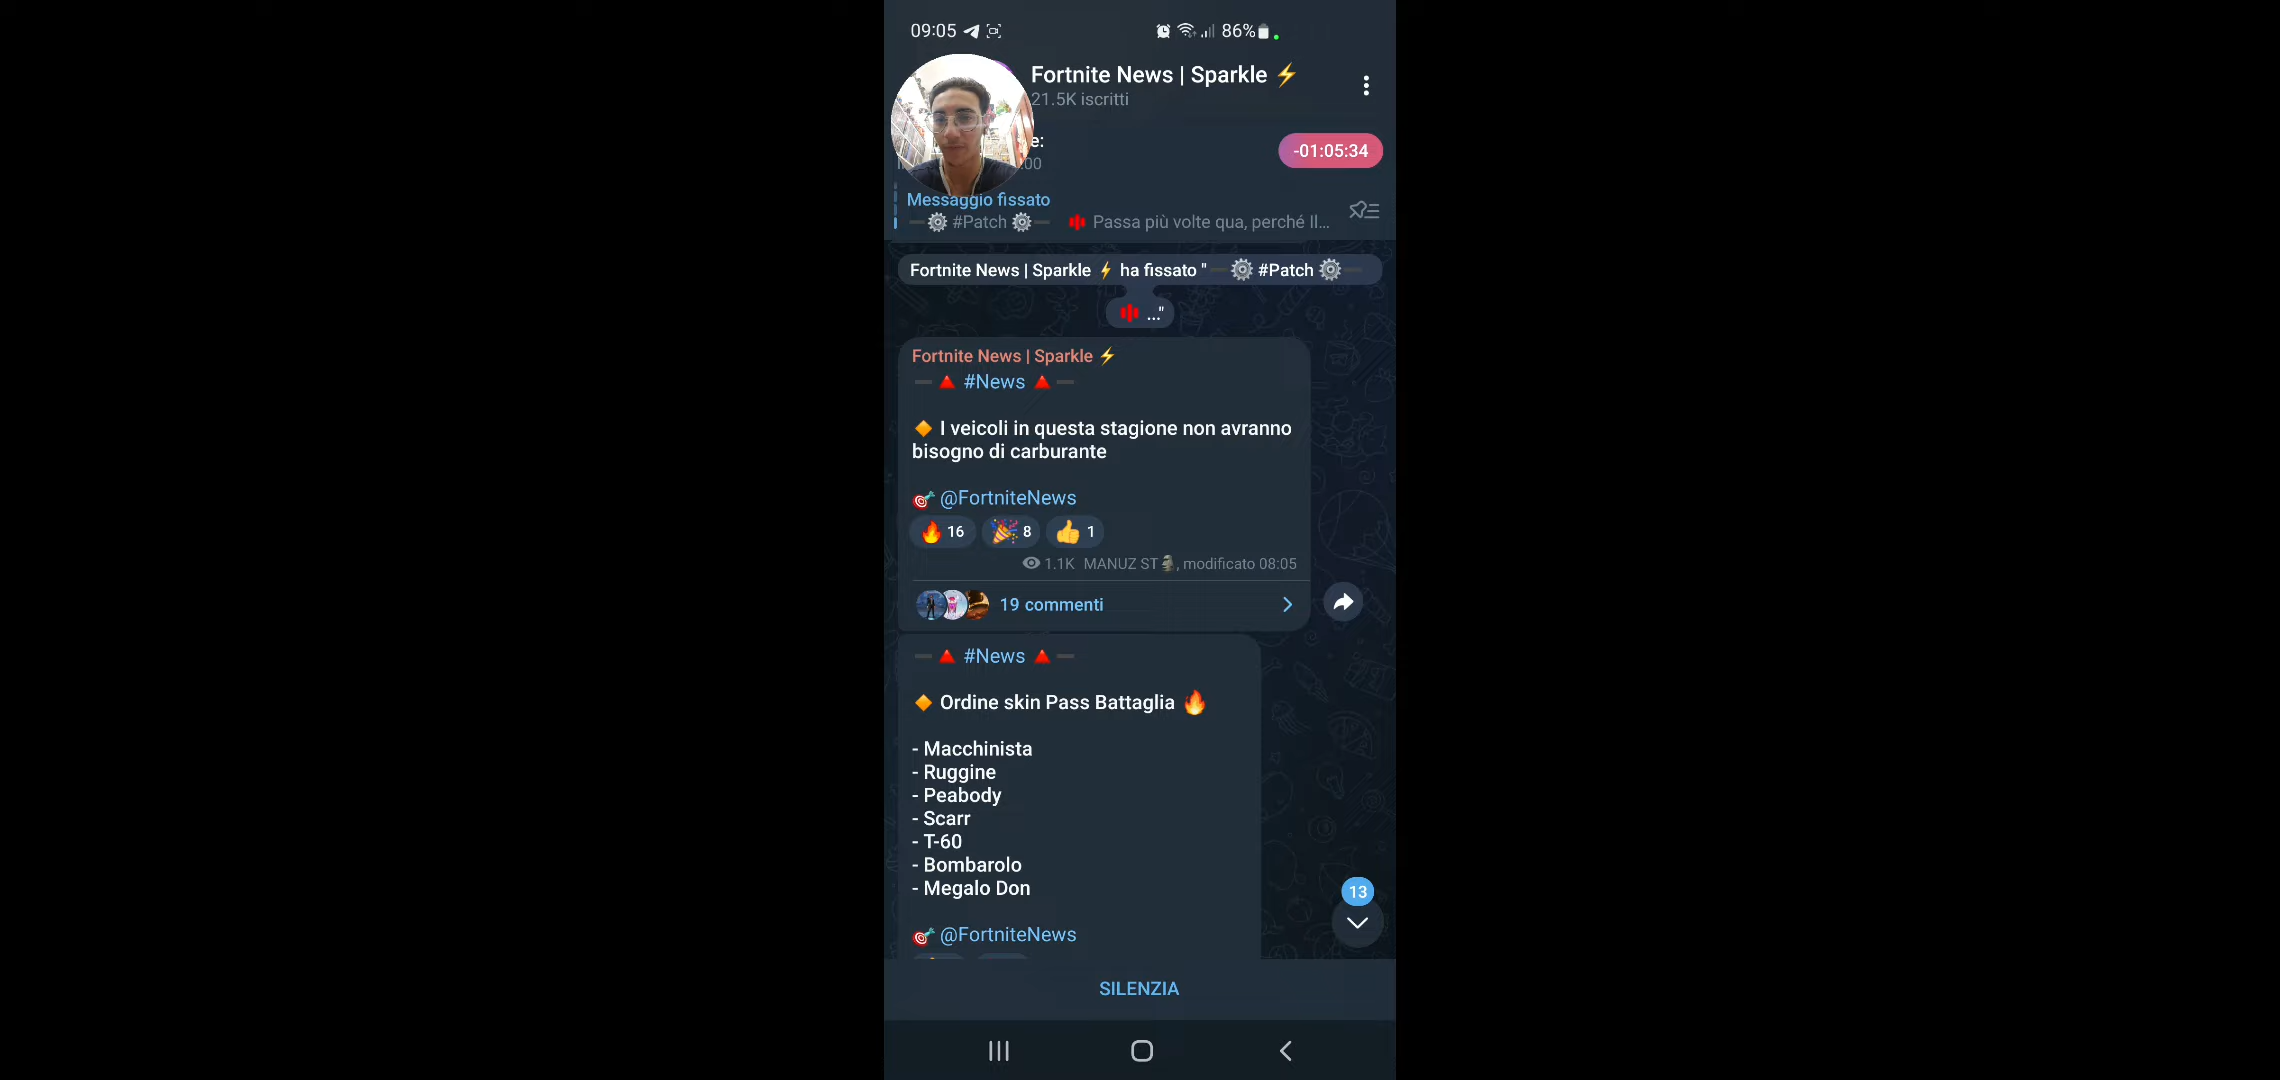 09:05 86%
Fortnite News | Sparkle ⚡
21.5K iscritti
e:
:00
-01:05:34
Messaggio fissato
➖⚙️ #Patch ⚙️➖ Passa più volte qua, perché Il...
Fortnite News | Sparkle ⚡ ha fissato "➖⚙️ #Patch ⚙️➖
..."
Fortnite News | Sparkle ⚡
➖🔺 #News 🔺➖
🔶 I veicoli in questa stagione non avranno
bisogno di carburante
🎯 @FortniteNews
🔥 16 🎉 8 👍 1
1.1K MANUZ ST🗿, modificato 08:05
19 commenti
➖🔺 #News 🔺➖
🔶 Ordine skin Pass Battaglia 🔥
- Macchinista
- Ruggine
- Peabody
- Scarr
- T-60
- Bombarolo
- Megalo Don
13
🎯 @FortniteNews
SILENZIA